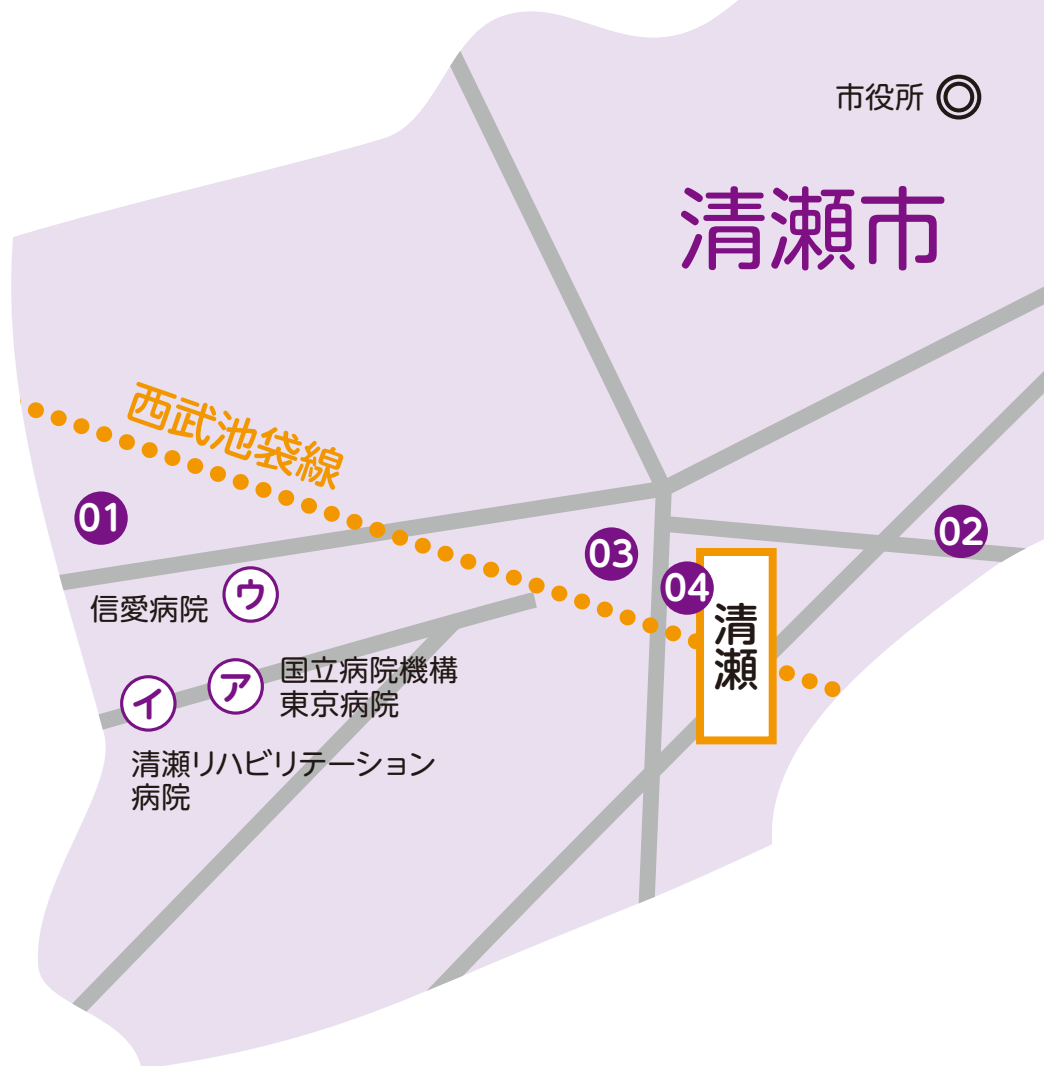 市役所
清瀬市
西武池袋線
01
02
03
04
清瀬
信愛病院
ウ
ア
国立病院機構
東京病院
イ
清瀬リハビリテーション
病院